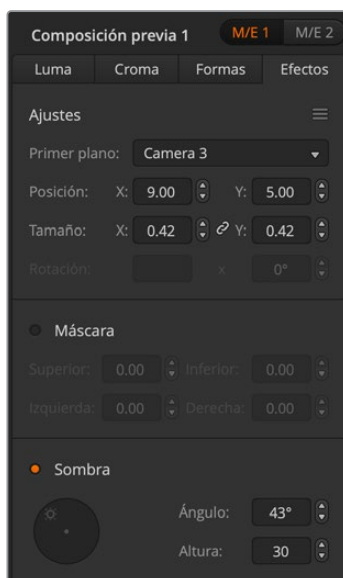 Composición previa 1 M/E 1 M/E 2
Luma Croma Formas Efectos
Ajustes
Primer plano: Camera 3
Posición: X: 9.00 Y: 5.00
Tamaño: X: 0.42 Y: 0.42
Rotación: x 0°
Máscara
Superior: 0.00 Inferior: 0.00
Izquierda: 0.00 Derecha: 0.00
Sombra
Ángulo: 43°
Altura: 30